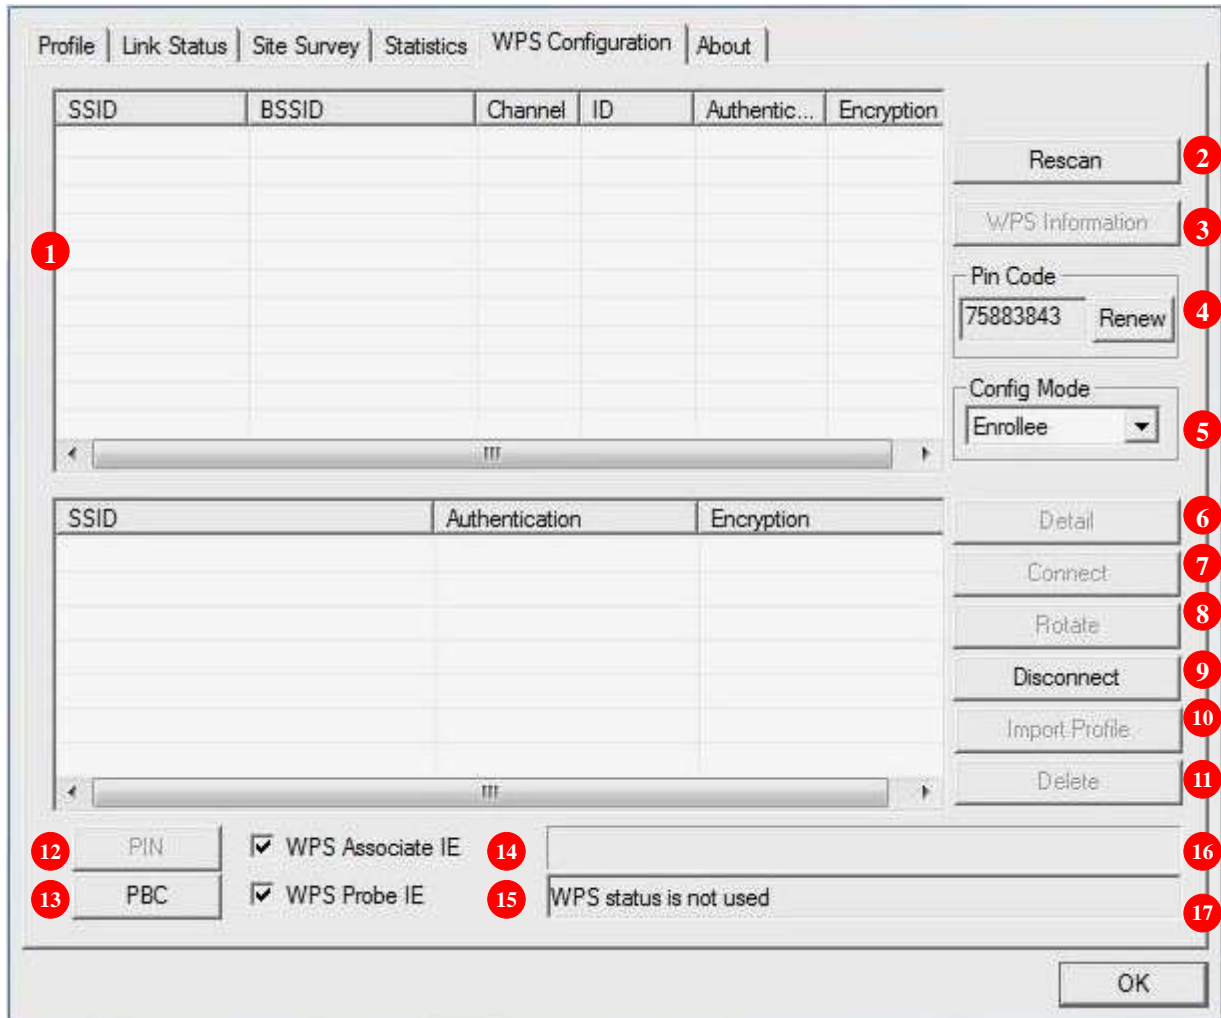 Profile Link Status Site Survey Statistics WPS Configuration About
SSID BSSID Channel ID Authentic... Encryption
Rescan 2
WPS Information 3
1
Pin Code
75883843 Renew 4
Config Mode
Enrollee 5
SSID Authentication Encryption
Detail 6
Connect 7
Rotate 8
Disconnect 9
Import Profile 10
Delete 11
12 PIN WPS Associate IE 14 16
13 PBC WPS Probe IE 15 WPS status is not used 17
OK